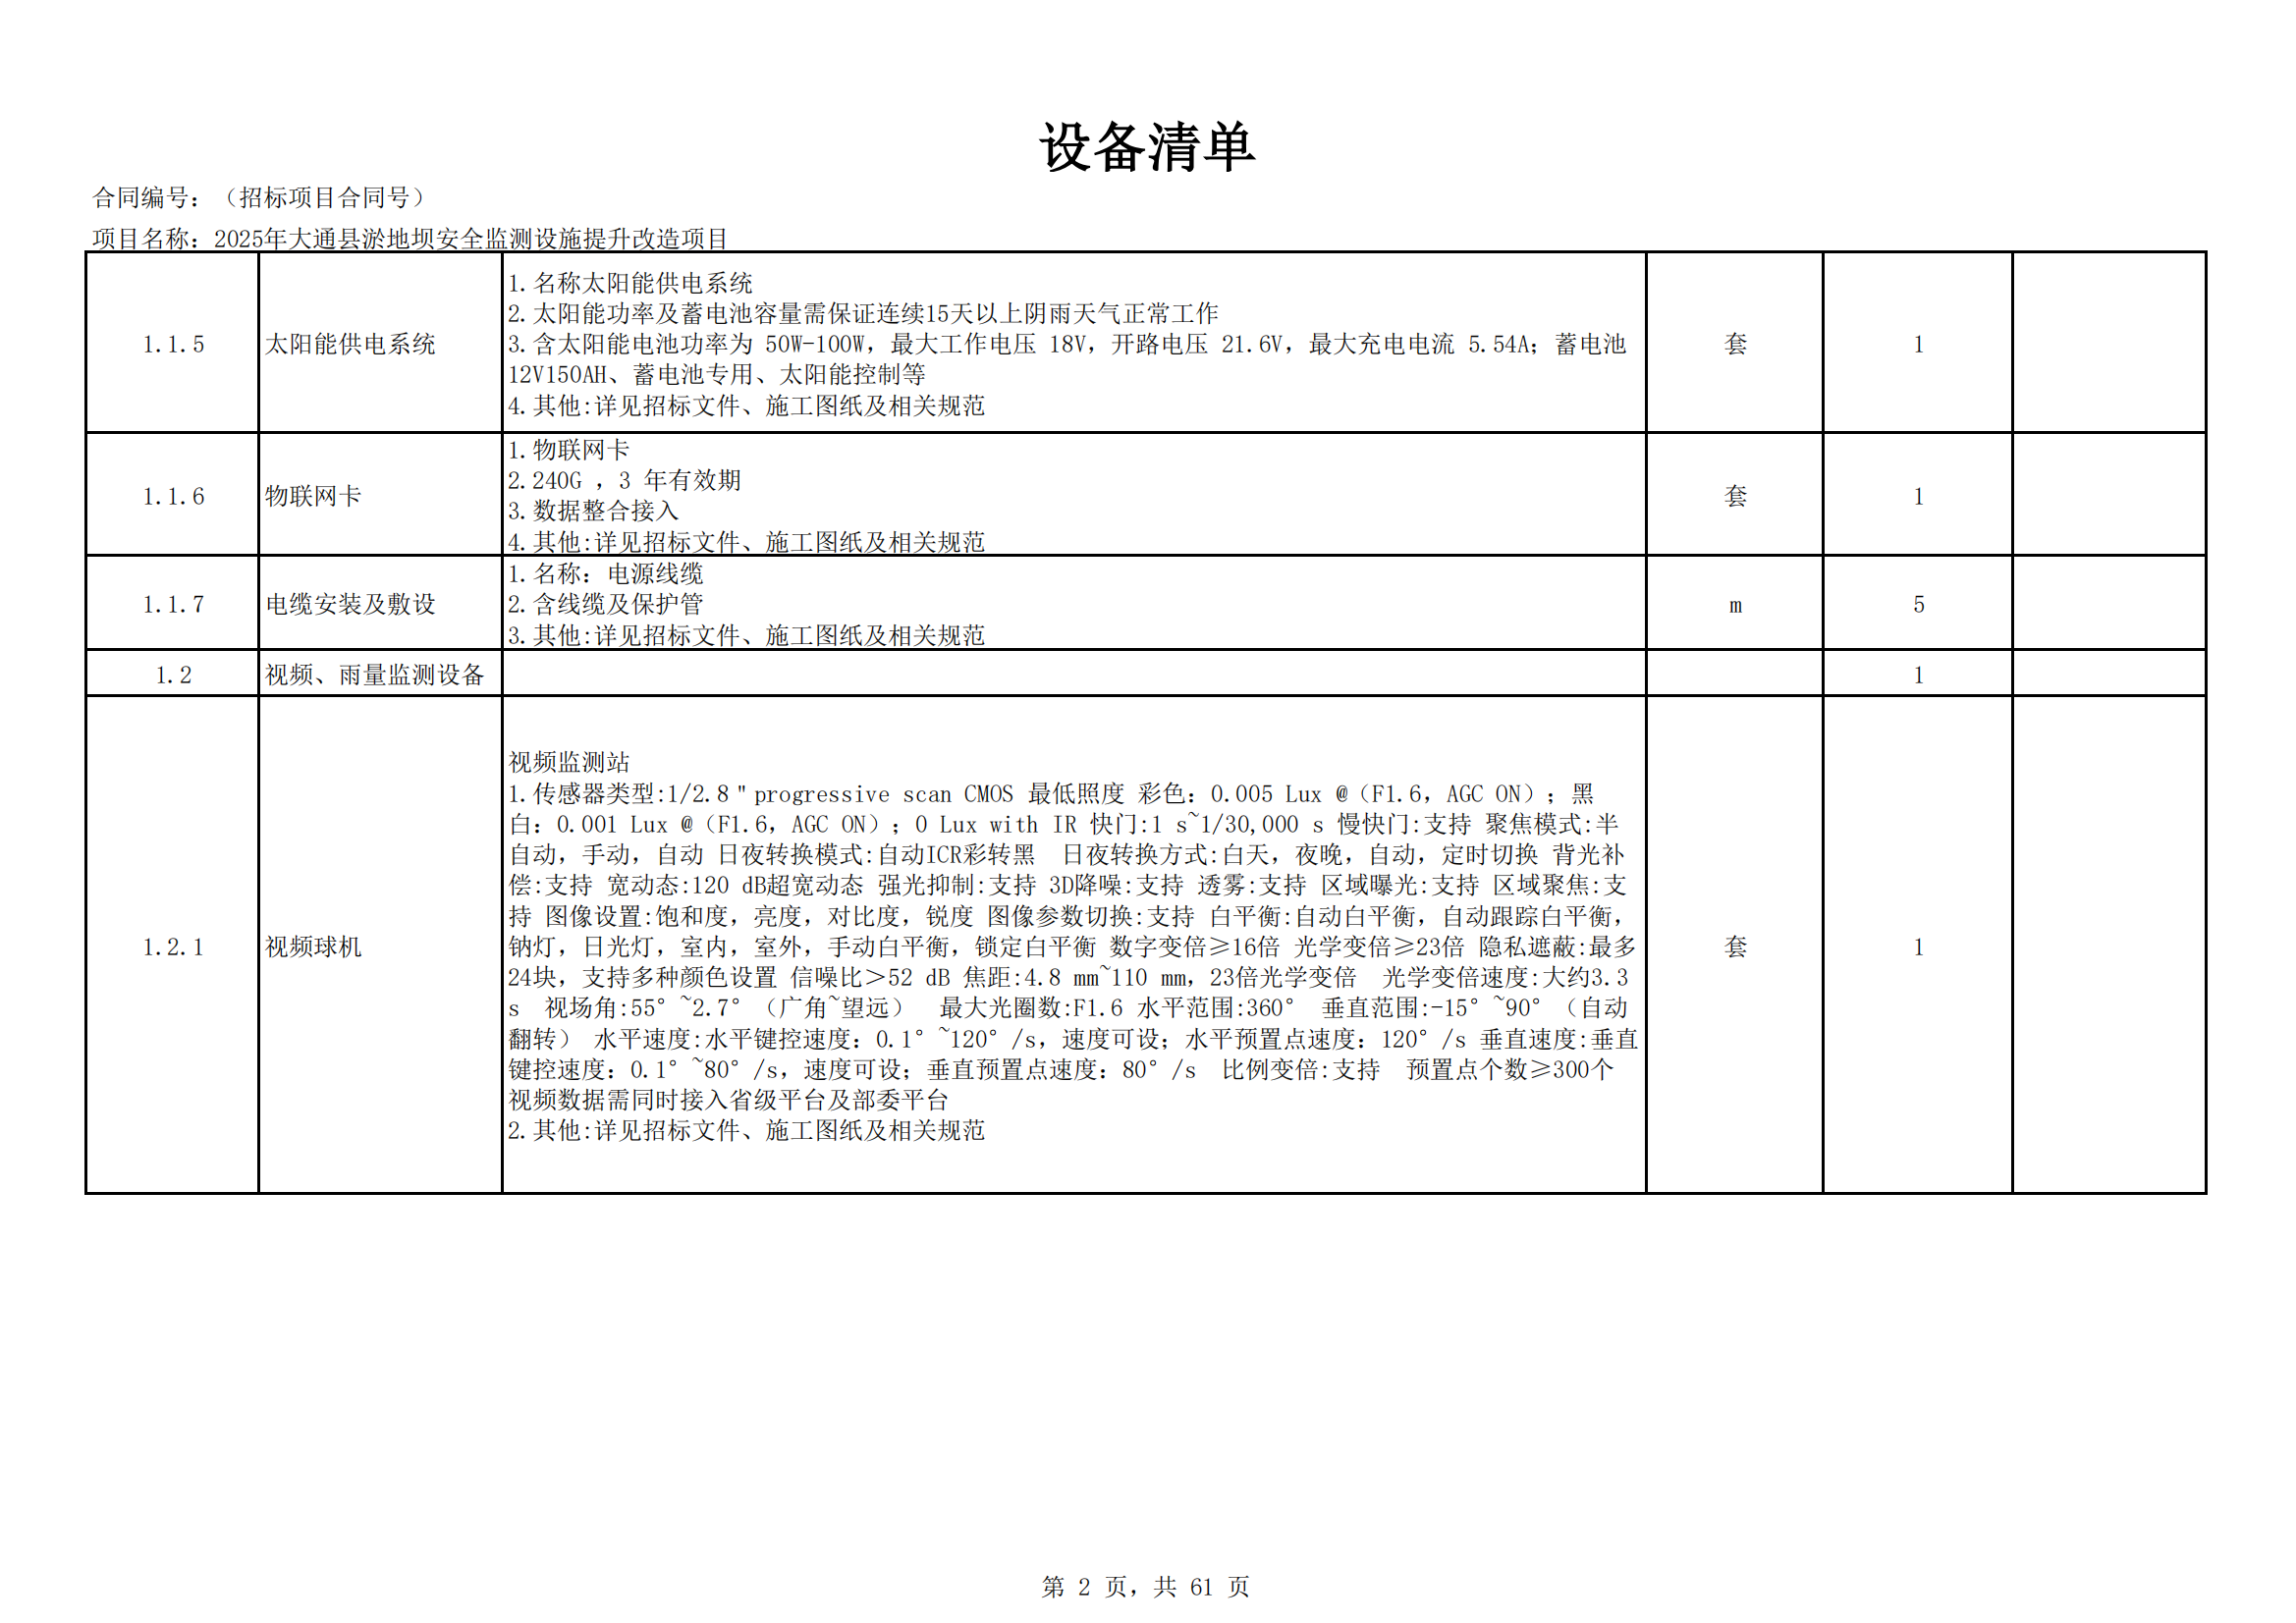 设备清单
合同编号：（招标项目合同号）
项目名称：2025年大通县淤地坝安全监测设施提升改造项目
1.1.5
太阳能供电系统
1.名称太阳能供电系统
2.太阳能功率及蓄电池容量需保证连续15天以上阴雨天气正常工作
3.含太阳能电池功率为 50W-100W，最大工作电压 18V，开路电压 21.6V，最大充电电流 5.54A；蓄电池
12V150AH、蓄电池专用、太阳能控制等
4.其他:详见招标文件、施工图纸及相关规范
套
1
1.1.6
物联网卡
1.物联网卡
2.240G ，3 年有效期
3.数据整合接入
4.其他:详见招标文件、施工图纸及相关规范
套
1
1.1.7
电缆安装及敷设
1.名称：电源线缆
2.含线缆及保护管
3.其他:详见招标文件、施工图纸及相关规范
m
5
1.2
视频、雨量监测设备
1
1.2.1
视频球机
视频监测站
1.传感器类型:1/2.8＂progressive scan CMOS 最低照度 彩色：0.005 Lux @（F1.6，AGC ON）；黑
白：0.001 Lux @（F1.6，AGC ON）；0 Lux with IR 快门:1 s~1/30,000 s 慢快门:支持 聚焦模式:半
自动，手动，自动 日夜转换模式:自动ICR彩转黑  日夜转换方式:白天，夜晚，自动，定时切换 背光补
偿:支持 宽动态:120 dB超宽动态 强光抑制:支持 3D降噪:支持 透雾:支持 区域曝光:支持 区域聚焦:支
持 图像设置:饱和度，亮度，对比度，锐度 图像参数切换:支持 白平衡:自动白平衡，自动跟踪白平衡，
钠灯，日光灯，室内，室外，手动白平衡，锁定白平衡 数字变倍≥16倍 光学变倍≥23倍 隐私遮蔽:最多
24块，支持多种颜色设置 信噪比＞52 dB 焦距:4.8 mm~110 mm，23倍光学变倍  光学变倍速度:大约3.3
s  视场角:55°~2.7°（广角~望远）  最大光圈数:F1.6 水平范围:360°  垂直范围:-15°~90°（自动
翻转） 水平速度:水平键控速度：0.1°~120°/s，速度可设；水平预置点速度：120°/s 垂直速度:垂直
键控速度：0.1°~80°/s，速度可设；垂直预置点速度：80°/s  比例变倍:支持  预置点个数≥300个
视频数据需同时接入省级平台及部委平台
2.其他:详见招标文件、施工图纸及相关规范
套
1
第 2 页，共 61 页